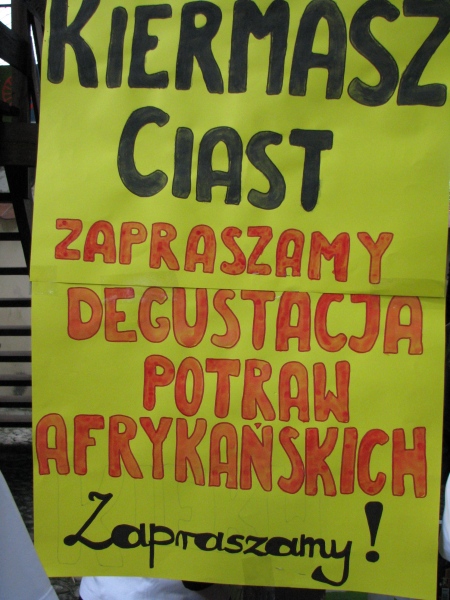 KIERMASZ
CIAST
ZAPRASZAMY
DEGUSTACJA
POTRAW
AFRYKAŃSKICH
Zapraszamy!